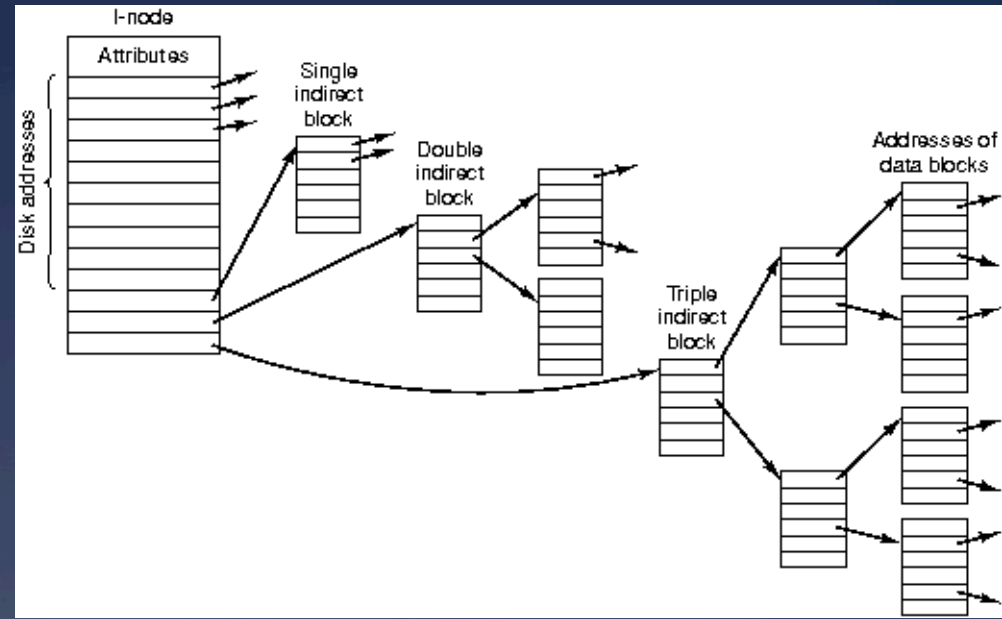 I-node
Attributes
Disk addresses
Single
indirect
block
Double
indirect
block
Triple
indirect
block
Addresses of
data blocks